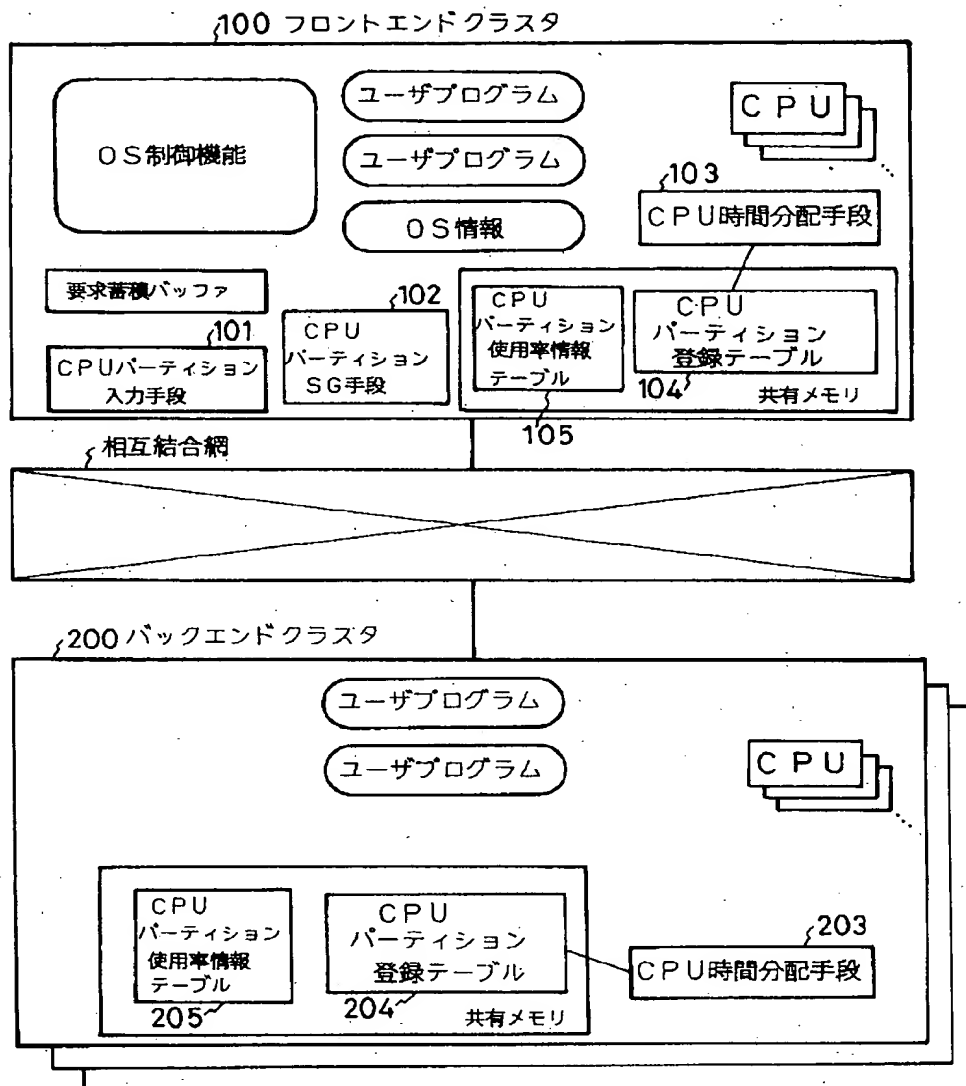 100 フロントエンドクラスタ
OS制御機能
ユーザプログラム
ユーザプログラム
OS情報
CPU
103
CPU時間分配手段
要求蓄積バッファ
101
CPUパーティション
入力手段
102
CPU
パーティション
SG手段
CPU
パーティション
使用率情報
テーブル
105
CPU
パーティション
登録テーブル
104
共有メモリ
相互結合網
200 バックエンドクラスタ
ユーザプログラム
ユーザプログラム
CPU
CPU
パーティション
使用率情報
テーブル
205
CPU
パーティション
登録テーブル
204
共有メモリ
203
CPU時間分配手段